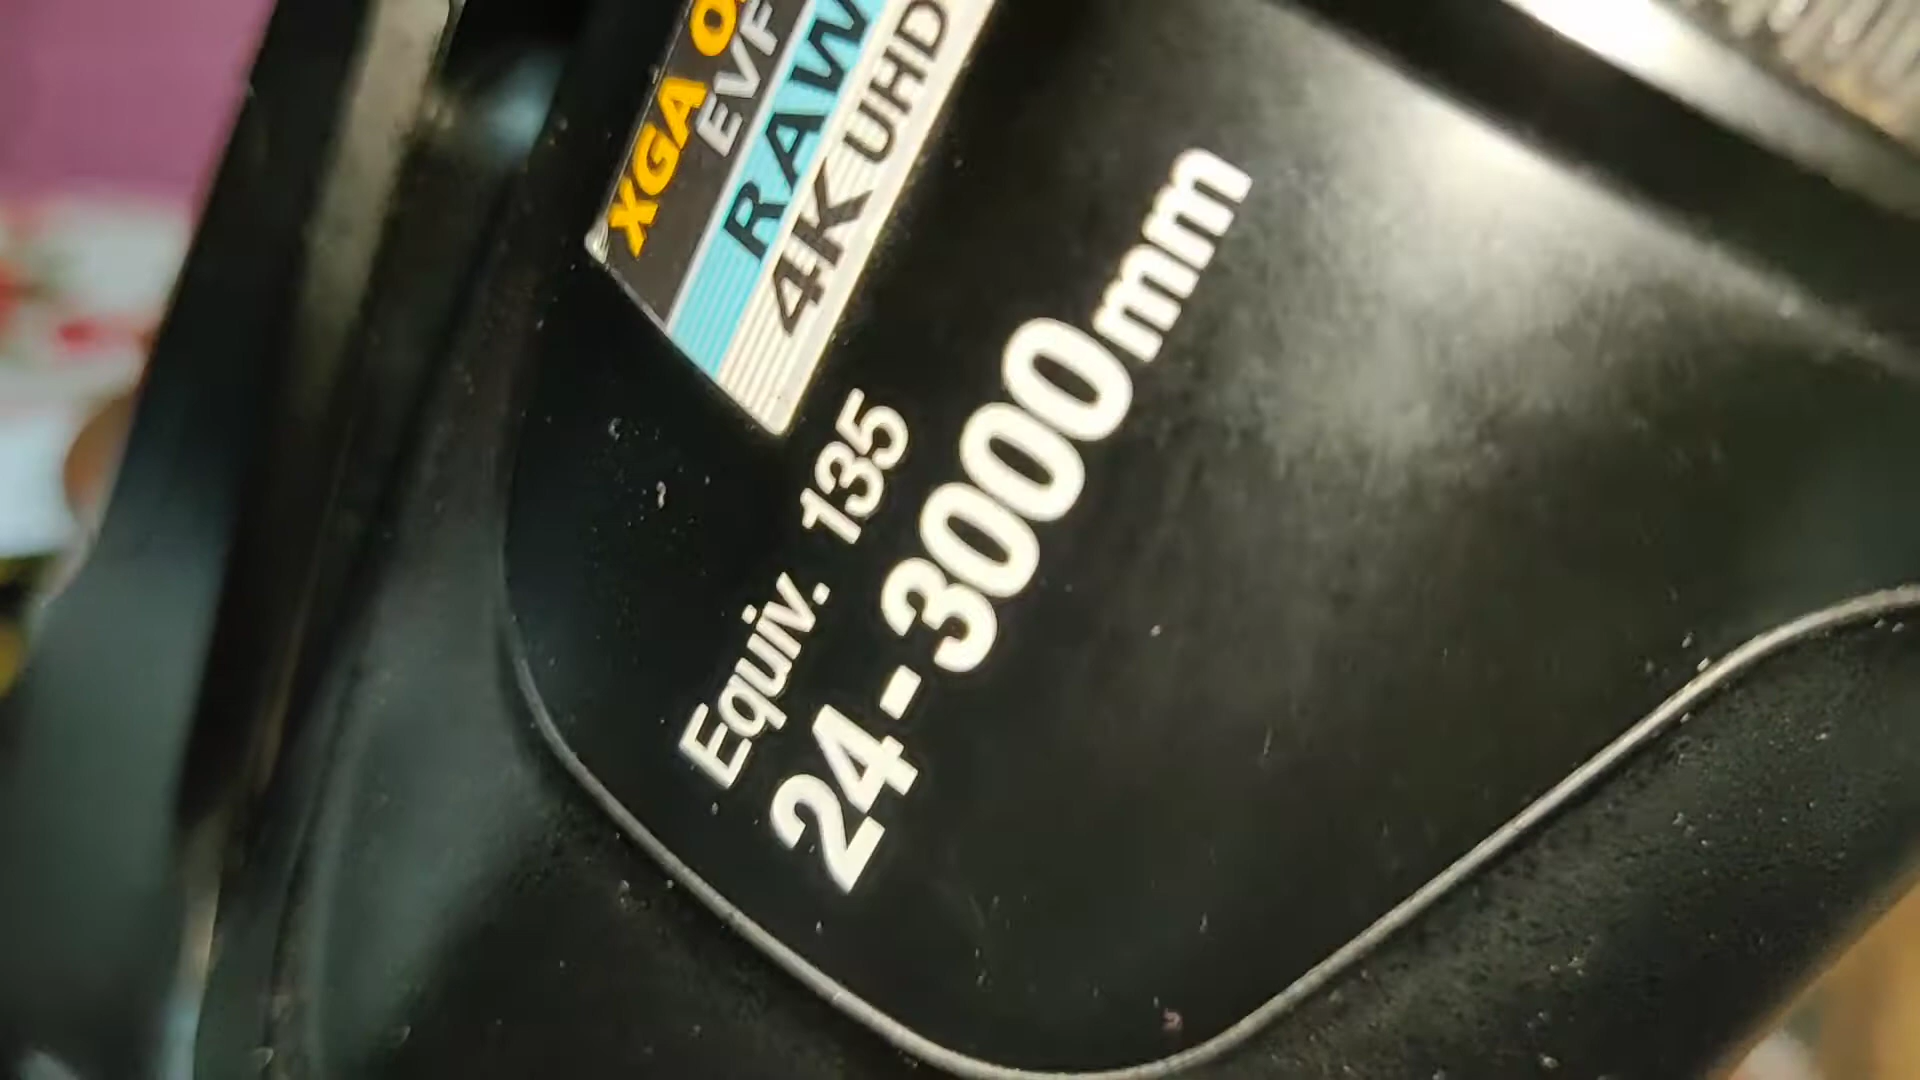 XGA
EVF
RAW
4K UHD
Equiv. 135
24-3000mm